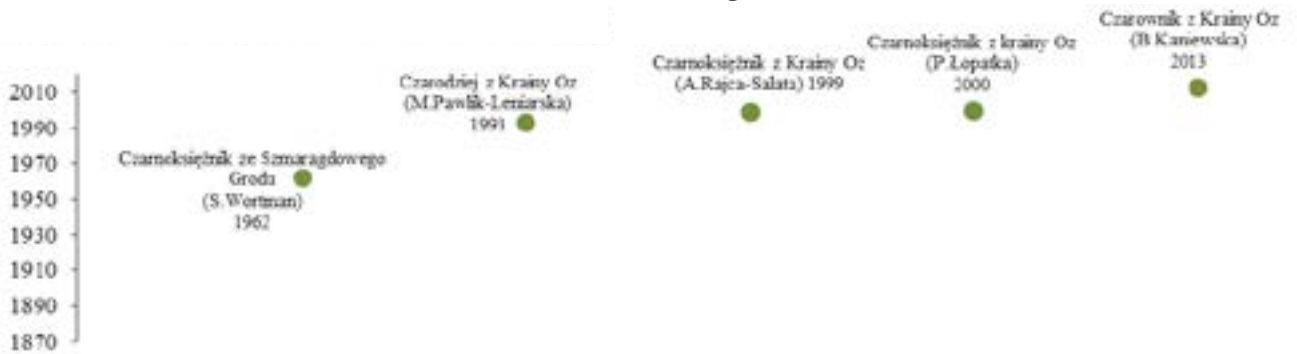 2010
1990
1970
1950
1930
1910
1890
1870
Czarnoksiężnik ze Szmaragdowego
Grodu
(S.Wortman)
1962
Czarodziej z Krainy Oz
(M.Pawlik-Leniarska)
1993
Czarnoksiężnik z Krainy Oz
(A.Rajca-Salata) 1999
Czarnoksiężnik z krainy Oz
(P.Łopatka)
2000
Czarownik z Krainy Oz
(B.Kaniewska)
2013